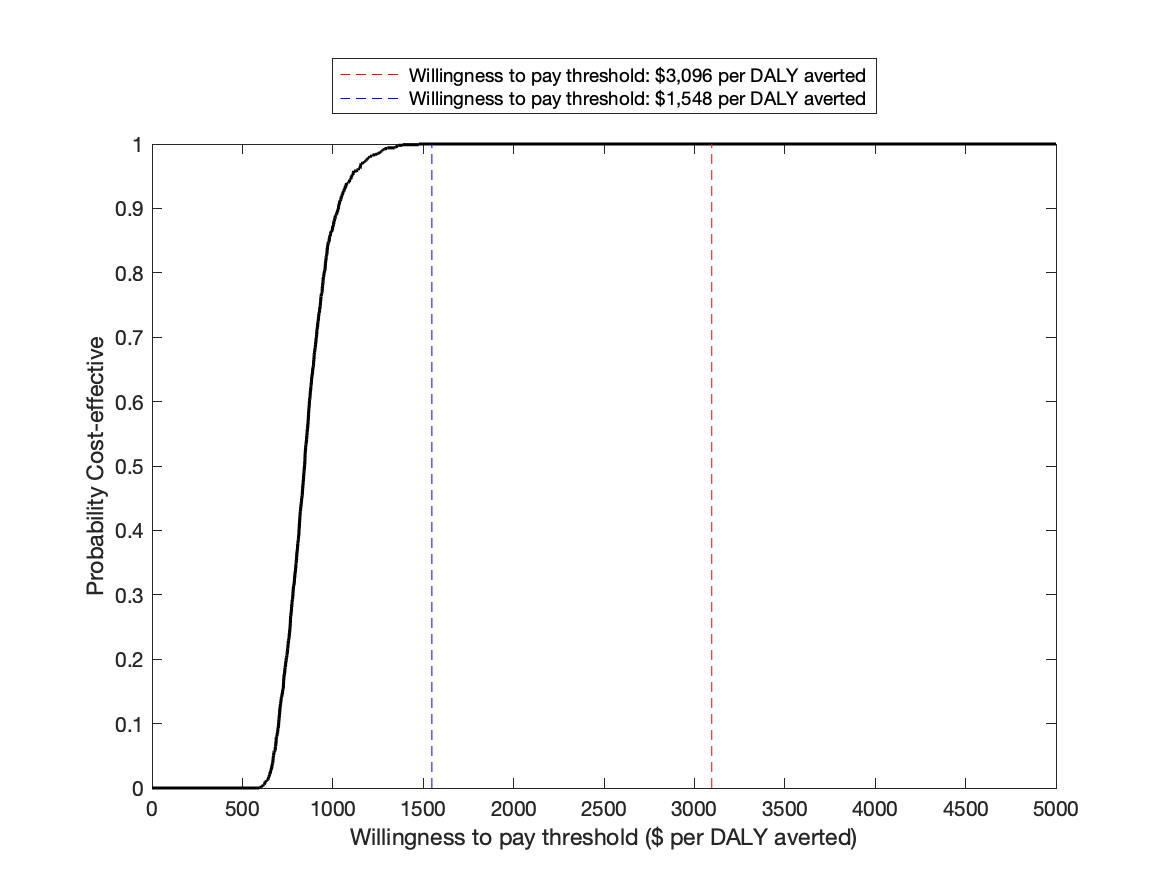 Willingness to pay threshold: $3,096 per DALY averted
Willingness to pay threshold: $1,548 per DALY averted
1
0.9
0.8
0.7
0.6
0.5
0.4
0.3
0.2
0.1
0
Probability Cost-effective
0 500 1000 1500 2000 2500 3000 3500 4000 4500 5000
Willingness to pay threshold ($ per DALY averted)